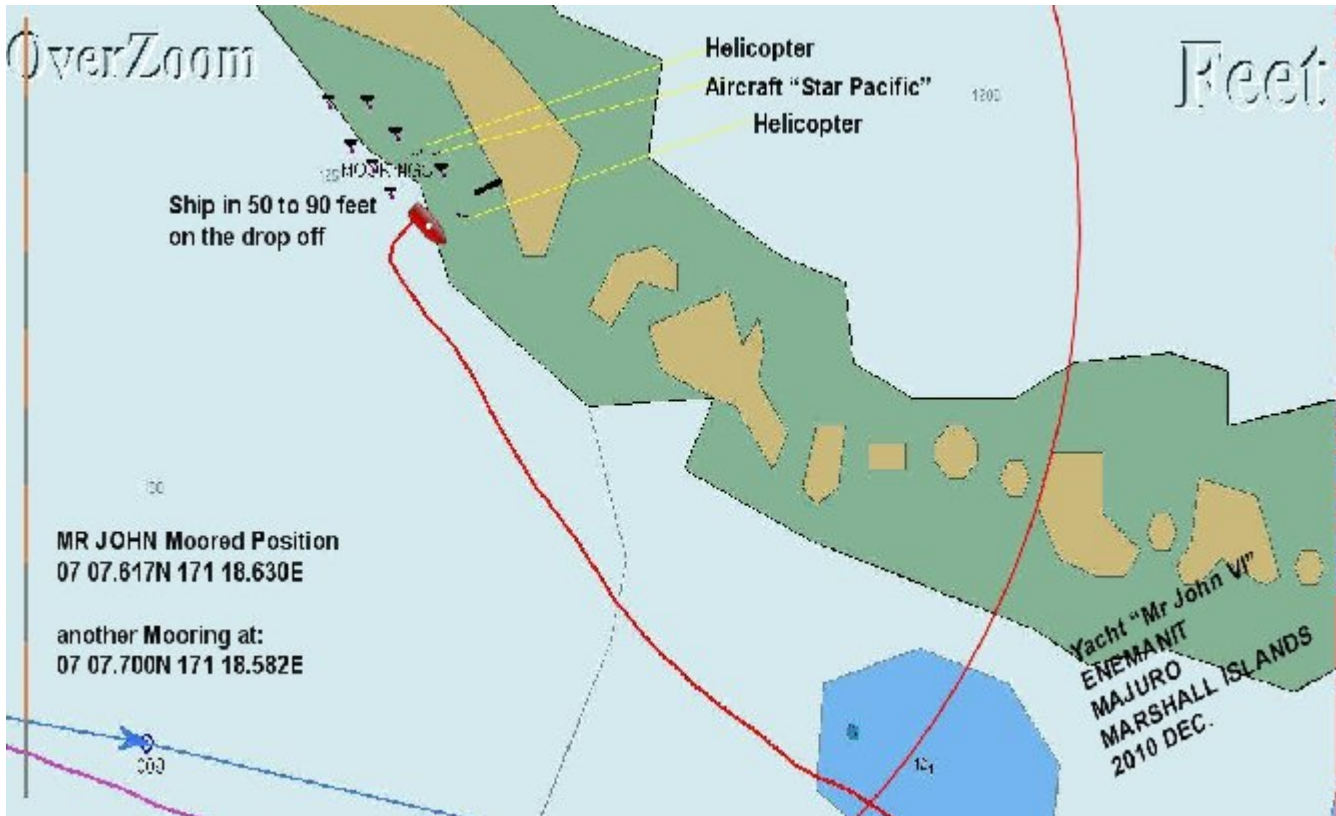 OverZoom
Feet
Helicopter
Aircraft "Star Pacific"
Helicopter
1200
125
MOORINGS
Ship in 50 to 90 feet
on the drop off
MR JOHN Moored Position
07 07.617N 171 18.630E
another Mooring at:
07 07.700N 171 18.582E
Yacht "Mr John VI"
ENEMANIT
MAJURO
MARSHALL ISLANDS
2010 DEC.